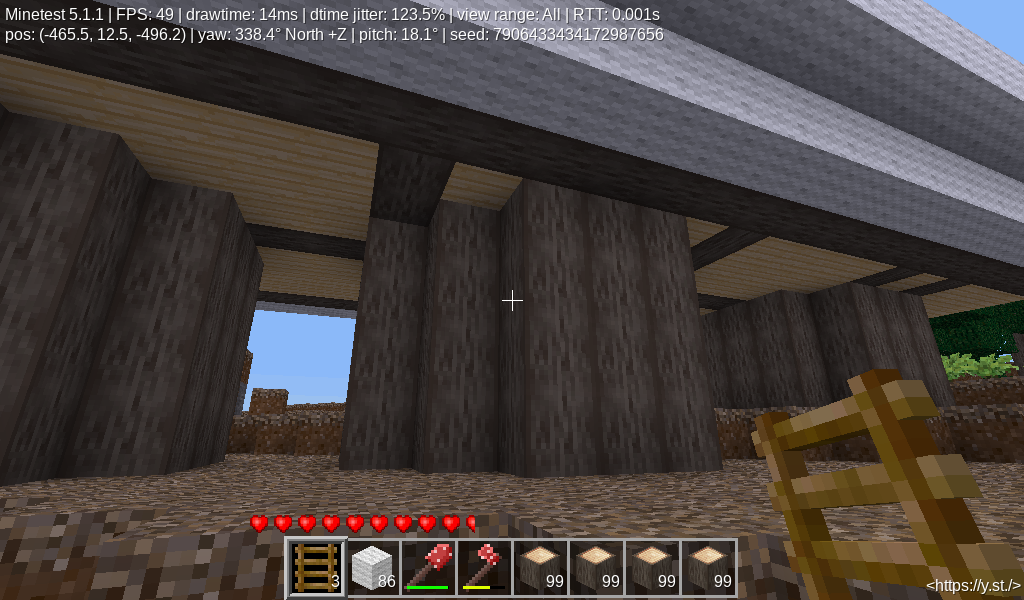 Minetest 5.1.1 | FPS: 49 | drawtime: 14ms | dtime jitter: 123.5% | view range: All | RTT: 0.001s
pos: (-465.5, 12.5, -496.2) | yaw: 338.4° North +Z | pitch: 18.1° | seed: 7906433434172987656
3 86 99 99 99 99
<https://y.st./>